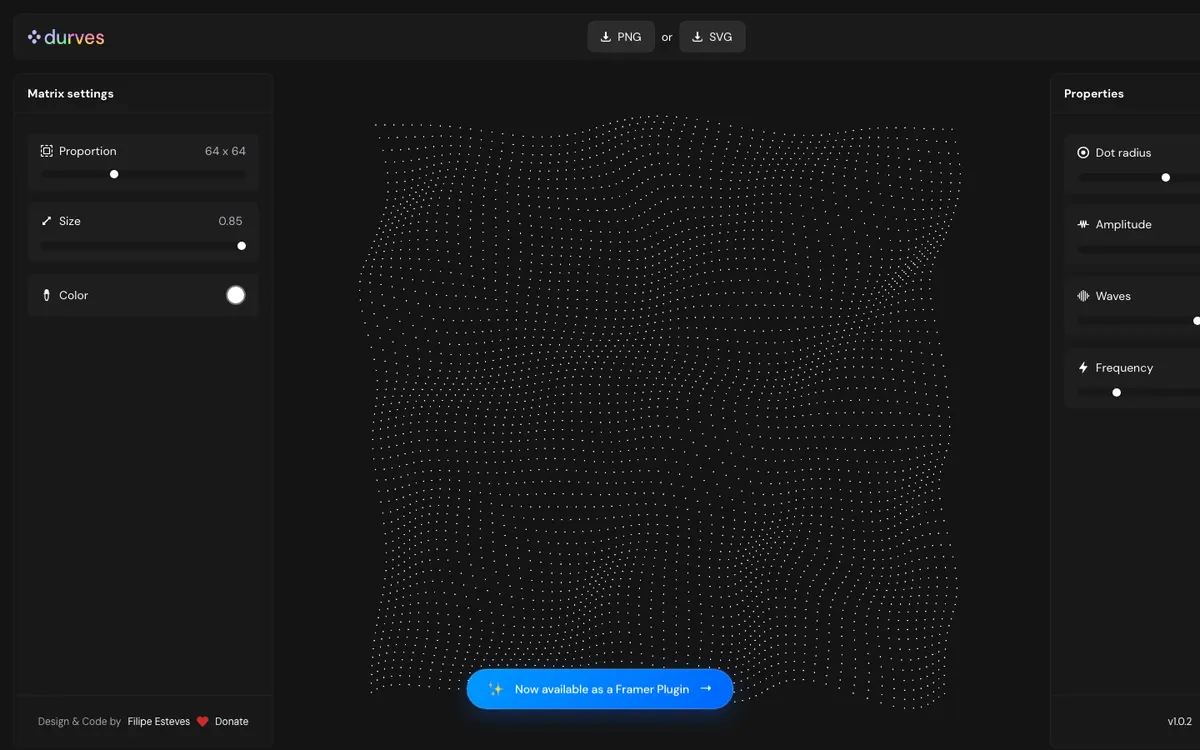 durves
PNG or SVG
Matrix settings
Proportion 64 x 64
Size 0.85
Color
Properties
Dot radius
Amplitude
Waves
Frequency
Now available as a Framer Plugin →
Design & Code by Filipe Esteves Donate
v1.0.2